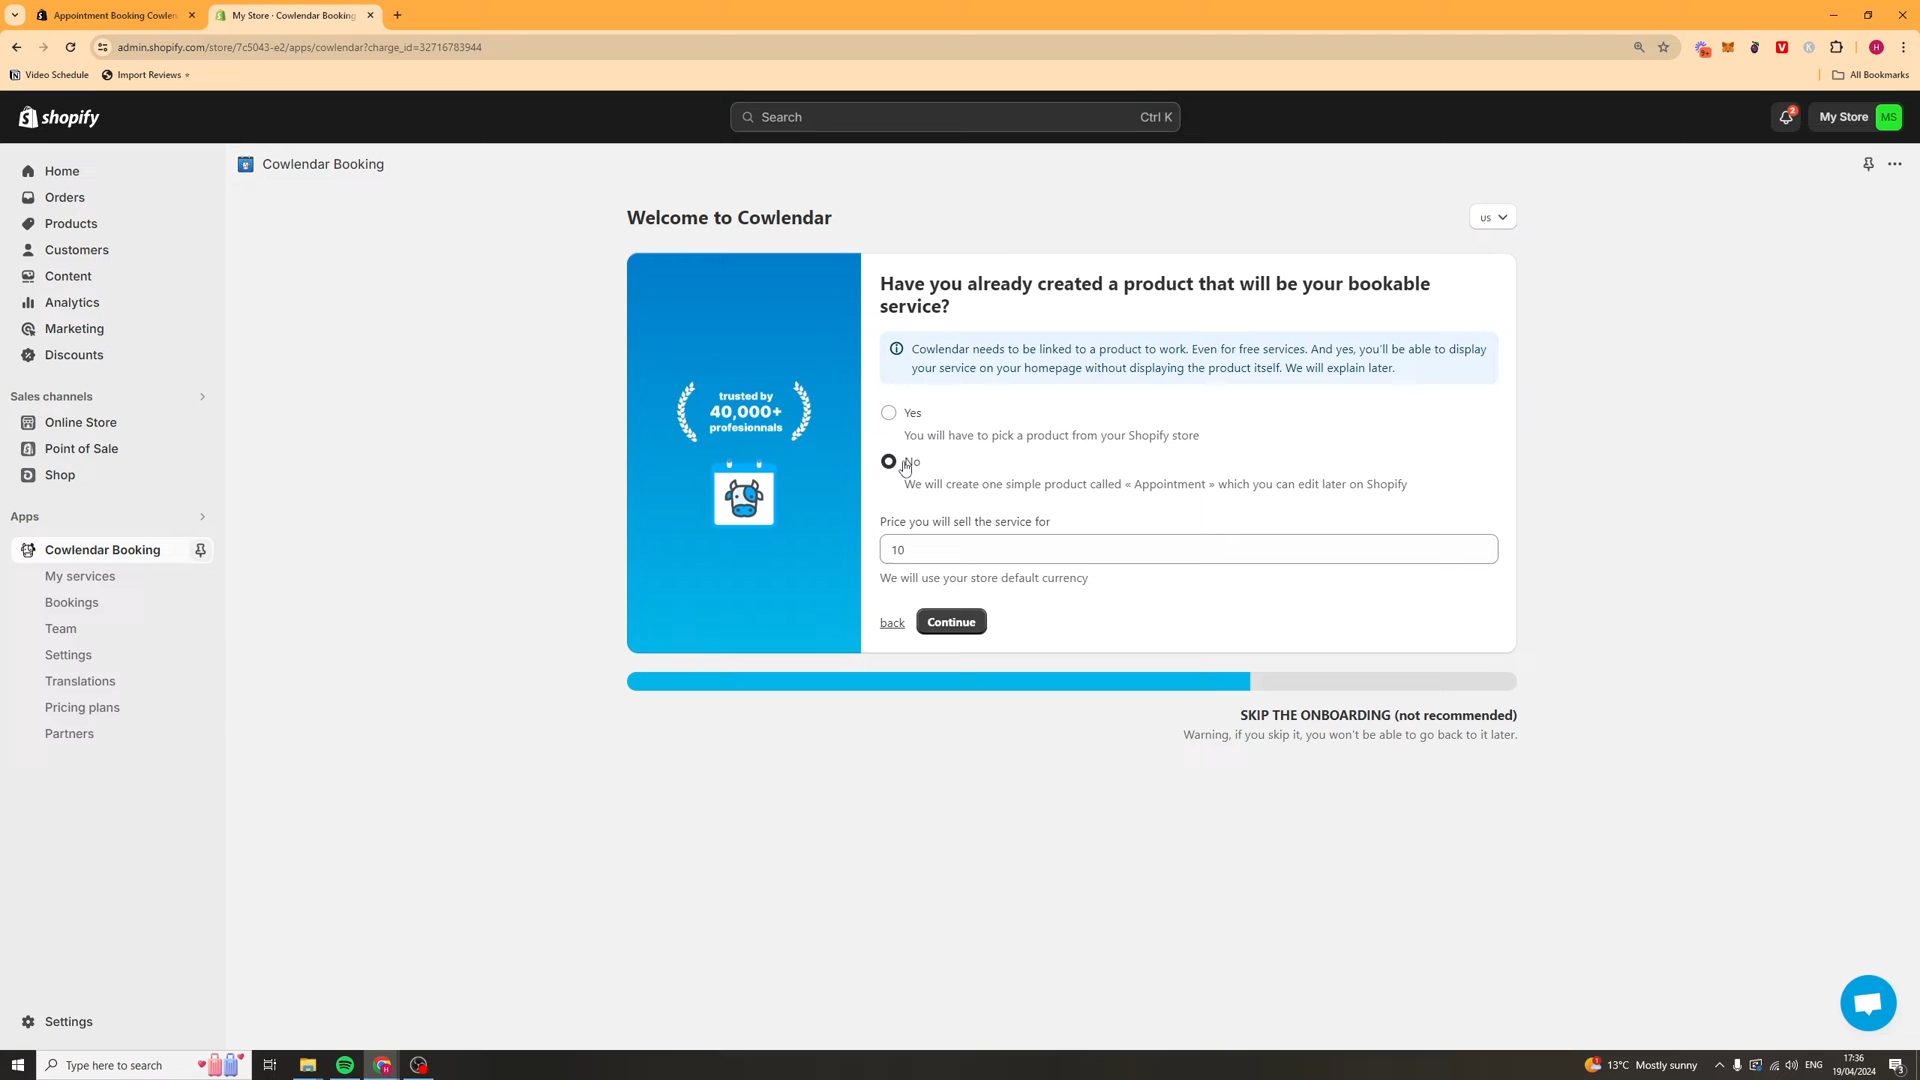 Appointment Booking Cowlen
My Store · Cowlendar Booking
admin.shopify.com/store/7c5043-e2/apps/cowlendar?charge_id=32716783944
Video Schedule
Import Reviews
All Bookmarks
shopify
Search
Ctrl K
2
My Store
MS
Home
Orders
Products
Customers
Content
Analytics
Marketing
Discounts
Sales channels
Online Store
Point of Sale
Shop
Apps
Cowlendar Booking
My services
Bookings
Team
Settings
Translations
Pricing plans
Partners
Settings
Cowlendar Booking
Welcome to Cowlendar
us
trusted by
40,000+
profesionnals
Have you already created a product that will be your bookable
service?
Cowlendar needs to be linked to a product to work. Even for free services. And yes, you'll be able to display
your service on your homepage without displaying the product itself. We will explain later.
Yes
You will have to pick a product from your Shopify store
No
We will create one simple product called « Appointment » which you can edit later on Shopify
Price you will sell the service for
10
We will use your store default currency
back
Continue
SKIP THE ONBOARDING (not recommended)
Warning, if you skip it, you won't be able to go back to it later.
Type here to search
13°C Mostly sunny
ENG
17:36
19/04/2024